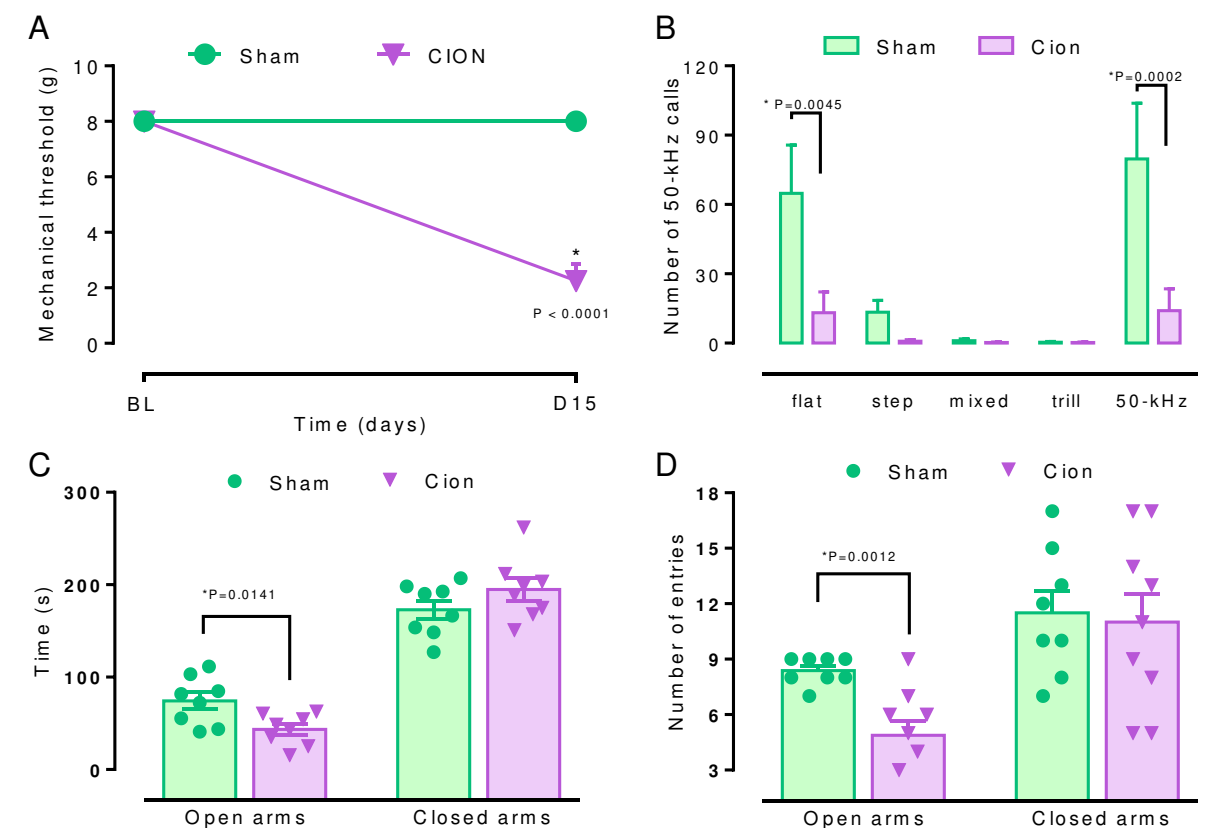 A
Sham
CION
Mechanical threshold (g)
10
8
6
4
2
0
*
P < 0.0001
BL
D15
Time (days)
B
Sham
Cion
Number of 50-kHz calls
120
90
60
30
0
* P=0.0045
*P=0.0002
flat
step
mixed
trill
50-kHz
C
Sham
Cion
Time (s)
300
200
100
0
*P=0.0141
Open arms
Closed arms
D
Sham
Cion
Number of entries
18
15
12
9
6
3
*P=0.0012
Open arms
Closed arms